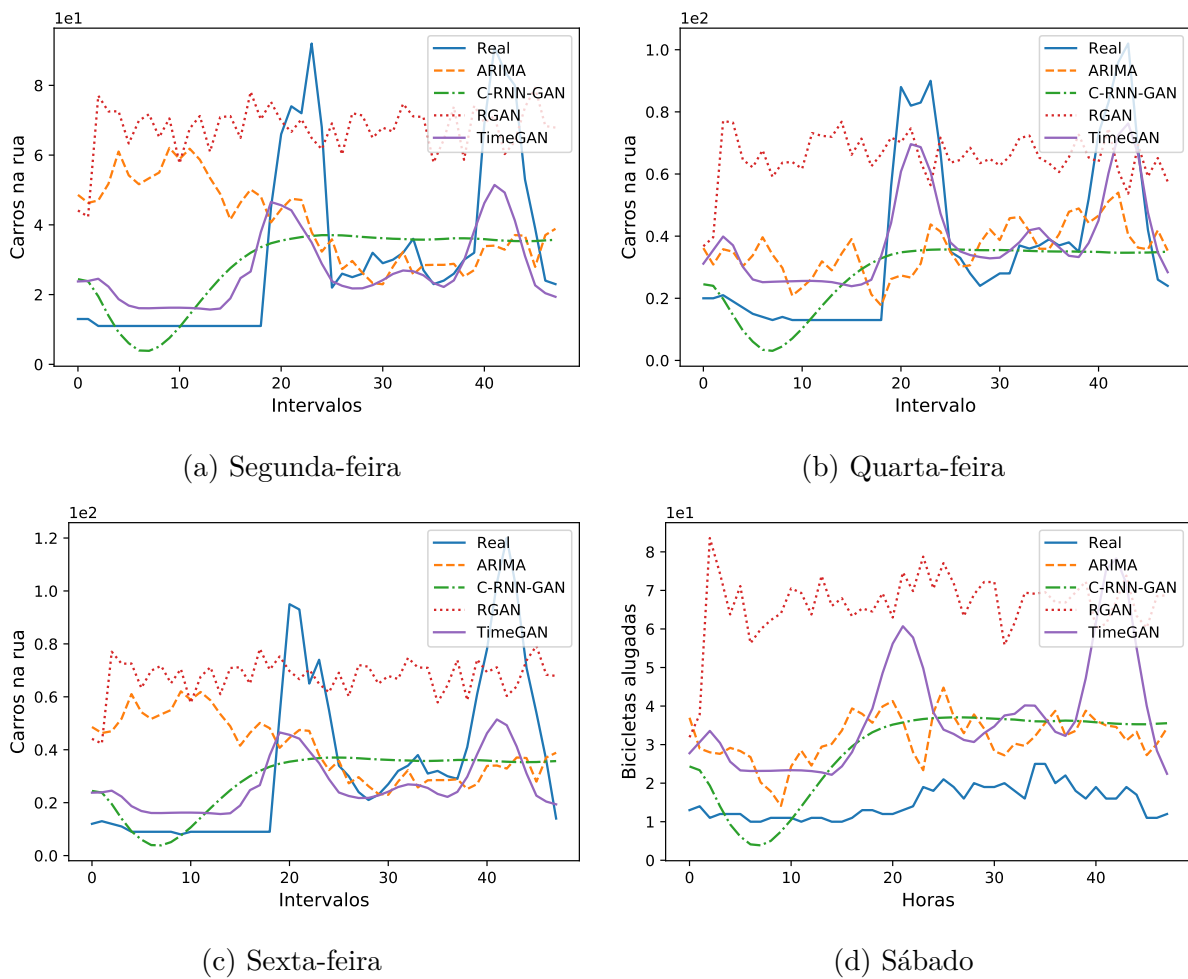 1e1
Carros na rua
8
6
4
2
0
Real
ARIMA
C-RNN-GAN
RGAN
TimeGAN
0 10 20 30 40
Intervalos
(a) Segunda-feira
1e2
Carros na rua
1.0
0.8
0.6
0.4
0.2
0.0
Real
ARIMA
C-RNN-GAN
RGAN
TimeGAN
0 10 20 30 40
Intervalo
(b) Quarta-feira
1e2
Carros na rua
1.2
1.0
0.8
0.6
0.4
0.2
0.0
Real
ARIMA
C-RNN-GAN
RGAN
TimeGAN
0 10 20 30 40
Intervalos
(c) Sexta-feira
1e1
Bicicletas alugadas
8
7
6
5
4
3
2
1
0
Real
ARIMA
C-RNN-GAN
RGAN
TimeGAN
0 10 20 30 40
Horas
(d) Sábado